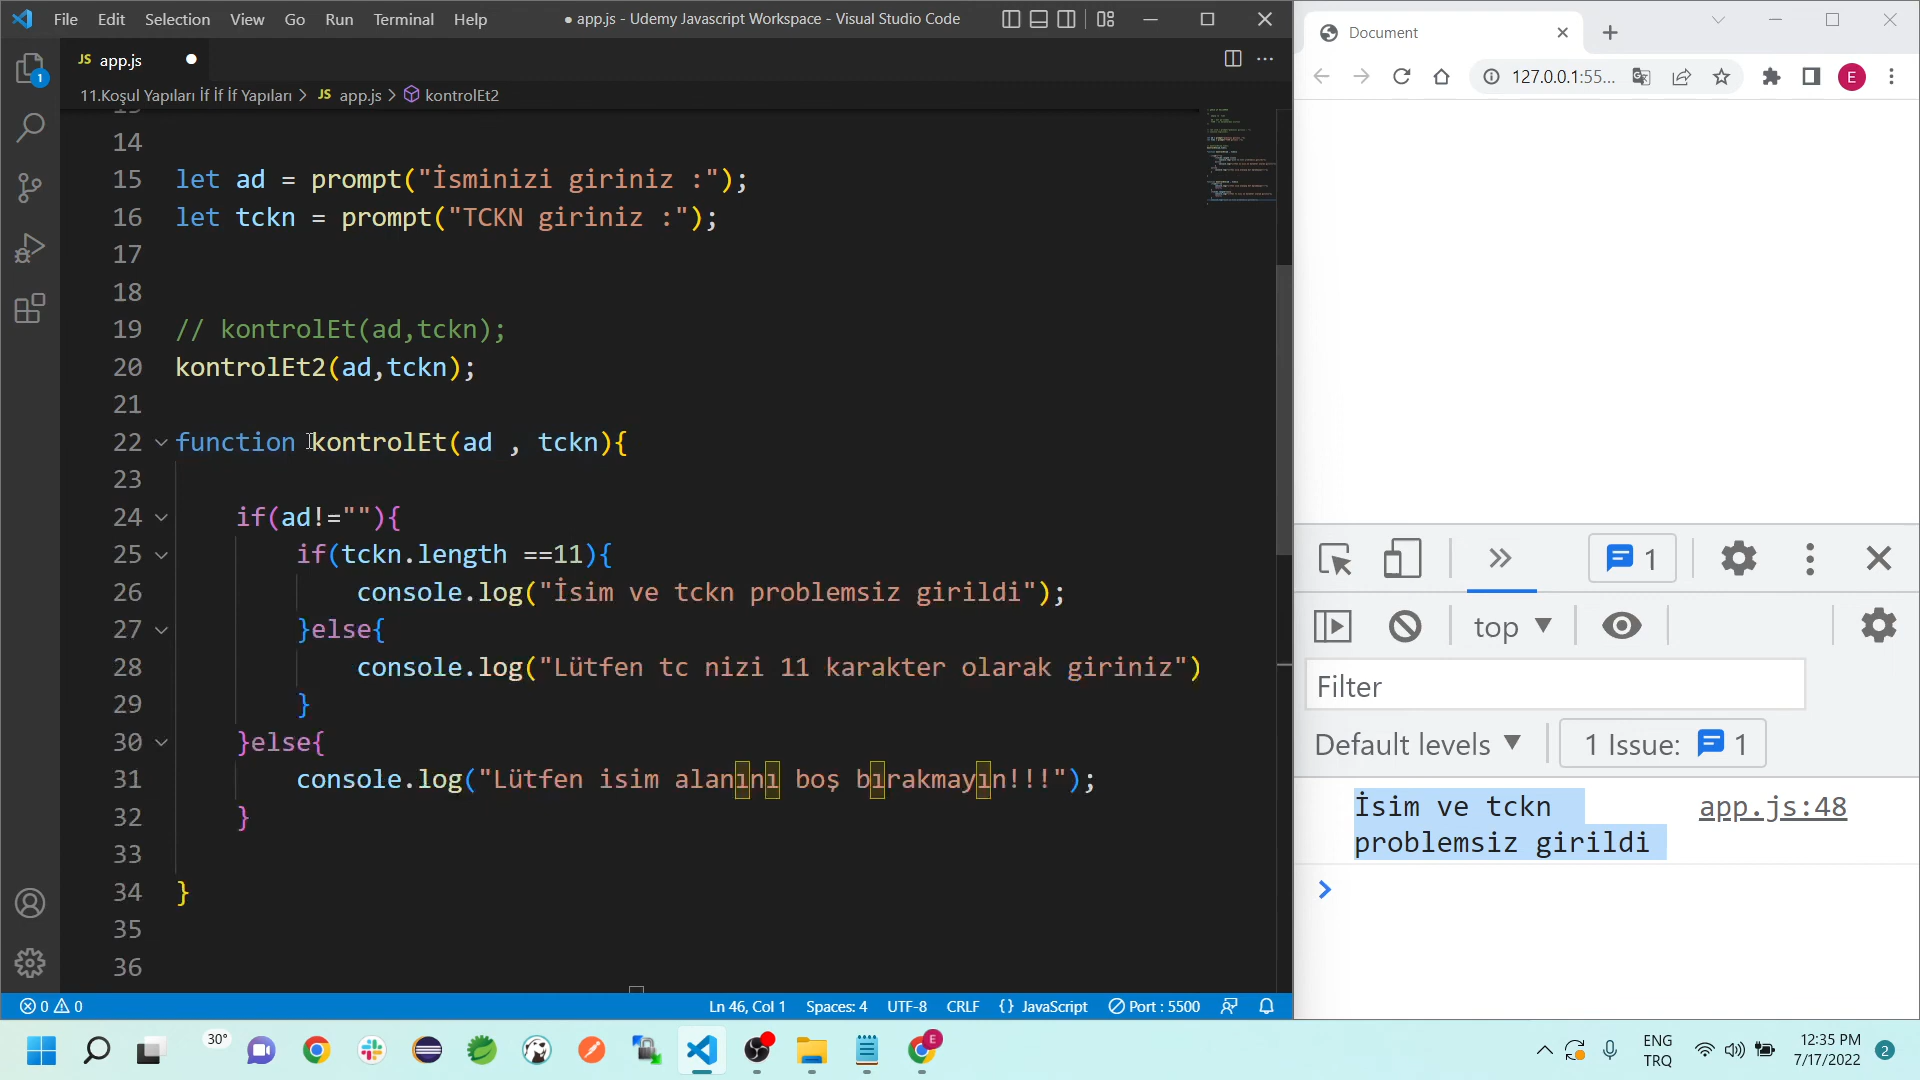 File Edit Selection View Go Run Terminal Help
● app.js - Udemy Javascript Workspace - Visual Studio Code
JS app.js ●
11.Koşul Yapıları İf İf İf Yapıları > JS app.js > kontrolEt2
14
15 let ad = prompt("İsminizi giriniz :");
16 let tckn = prompt("TCKN giriniz :");
17
18
19 // kontrolEt(ad,tckn);
20 kontrolEt2(ad,tckn);
21
22 function kontrolEt(ad , tckn){
23
24 if(ad!=""){
25 if(tckn.length ==11){
26 console.log("İsim ve tckn problemsiz girildi");
27 }else{
28 console.log("Lütfen tc nizi 11 karakter olarak giriniz")
29 }
30 }else{
31 console.log("Lütfen isim alanını boş bırakmayın!!!");
32 }
33
34 }
35
36
1
0 0 Ln 46, Col 1 Spaces: 4 UTF-8 CRLF {} JavaScript Port : 5500
Document
127.0.0.1:55... E
1
top
Filter
Default levels 1 Issue: 1
İsim ve tckn app.js:48
problemsiz girildi
30°
E
ENG
TRQ
12:35 PM
7/17/2022
2